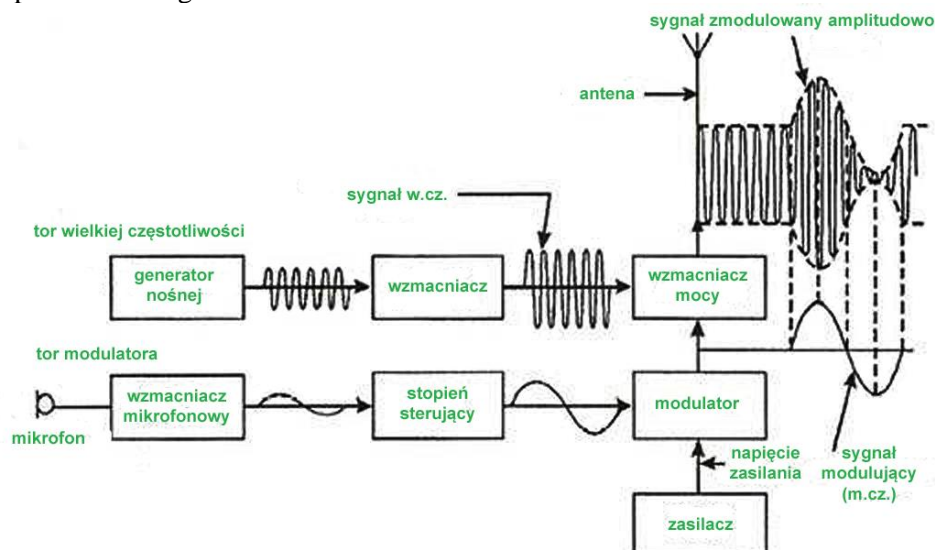 sygnał zmodulowany amplitudowo
antena
sygnał w.cz.
tor wielkiej częstotliwości
generator
nośnej
wzmacniacz
wzmacniacz
mocy
tor modulatora
mikrofon
wzmacniacz
mikrofonowy
stopień
sterujący
modulator
napięcie
zasilania
sygnał
modulujący
(m.cz.)
zasilacz